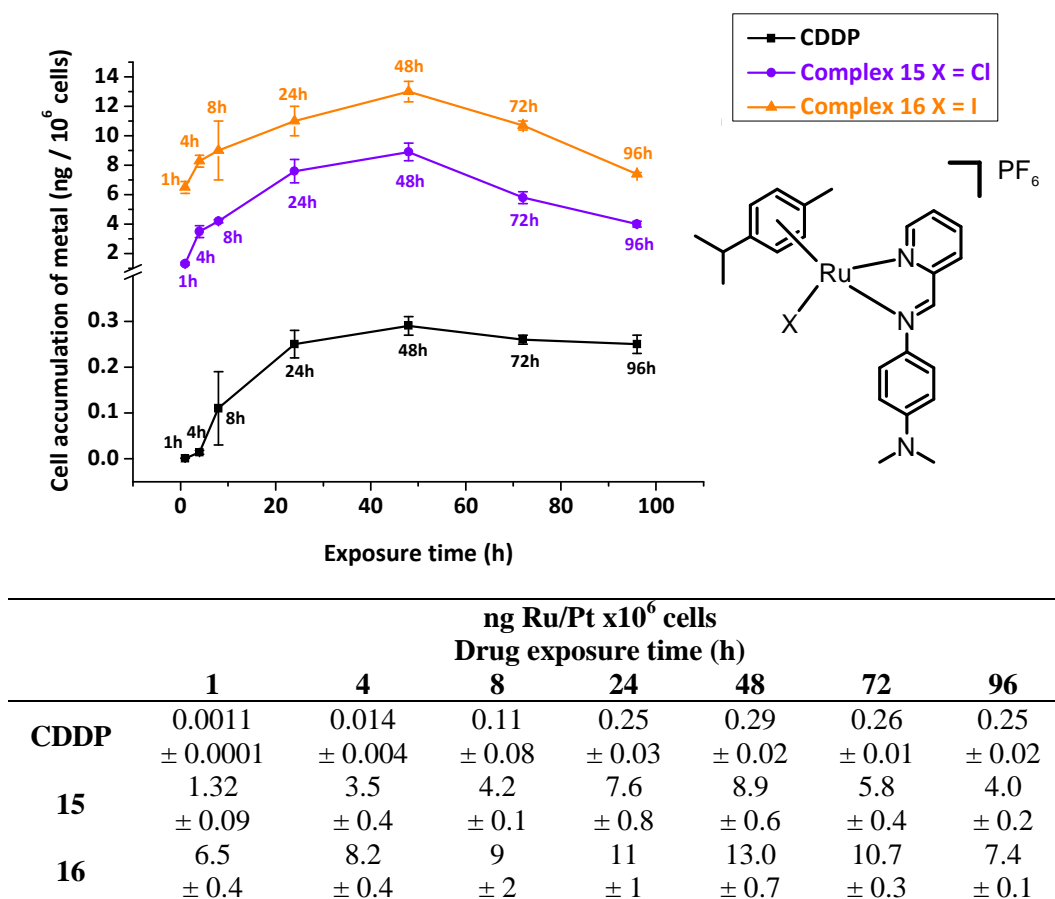 CDDP
Complex 15 X = Cl
Complex 16 X = I
Cell accumulation of metal (ng / 10⁶ cells)
14
12
10
8
6
4
2
0.3
0.2
0.1
0.0
1h
4h
8h
24h
48h
72h
96h
1h
4h
8h
24h
48h
72h
96h
1h
4h
8h
24h
48h
72h
96h
0 20 40 60 80 100
Exposure time (h)
PF₆
Ru
N
X
N
N
ng Ru/Pt x10⁶ cells
Drug exposure time (h)
1 4 8 24 48 72 96
CDDP 0.0011 0.014 0.11 0.25 0.29 0.26 0.25
± 0.0001 ± 0.004 ± 0.08 ± 0.03 ± 0.02 ± 0.01 ± 0.02
15 1.32 3.5 4.2 7.6 8.9 5.8 4.0
± 0.09 ± 0.4 ± 0.1 ± 0.8 ± 0.6 ± 0.4 ± 0.2
16 6.5 8.2 9 11 13.0 10.7 7.4
± 0.4 ± 0.4 ± 2 ± 1 ± 0.7 ± 0.3 ± 0.1